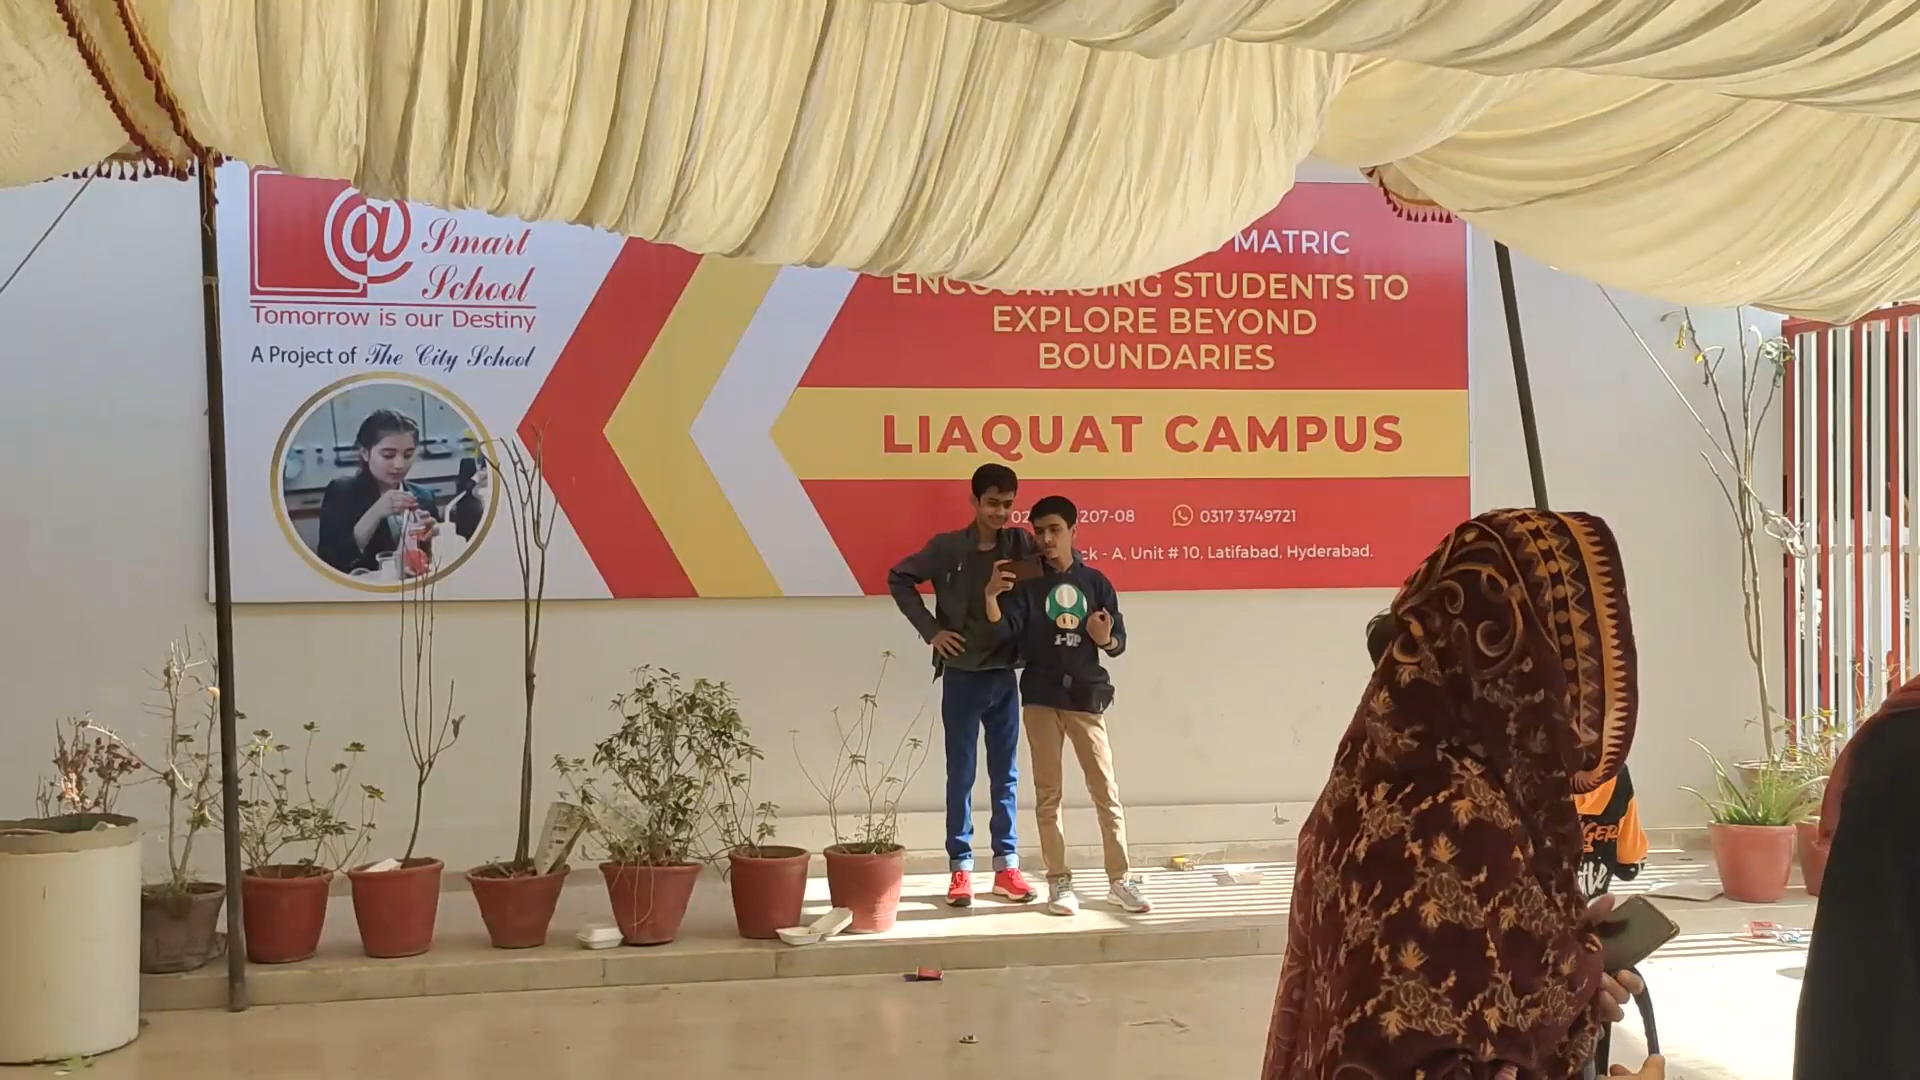 @ Smart
School
Tomorrow is our Destiny
A Project of The City School
MATRIC
ENCOURAGING STUDENTS TO
EXPLORE BEYOND
BOUNDARIES
LIAQUAT CAMPUS
207-08
0317 3749721
- A, Unit # 10, Latifabad, Hyderabad.
1-UP